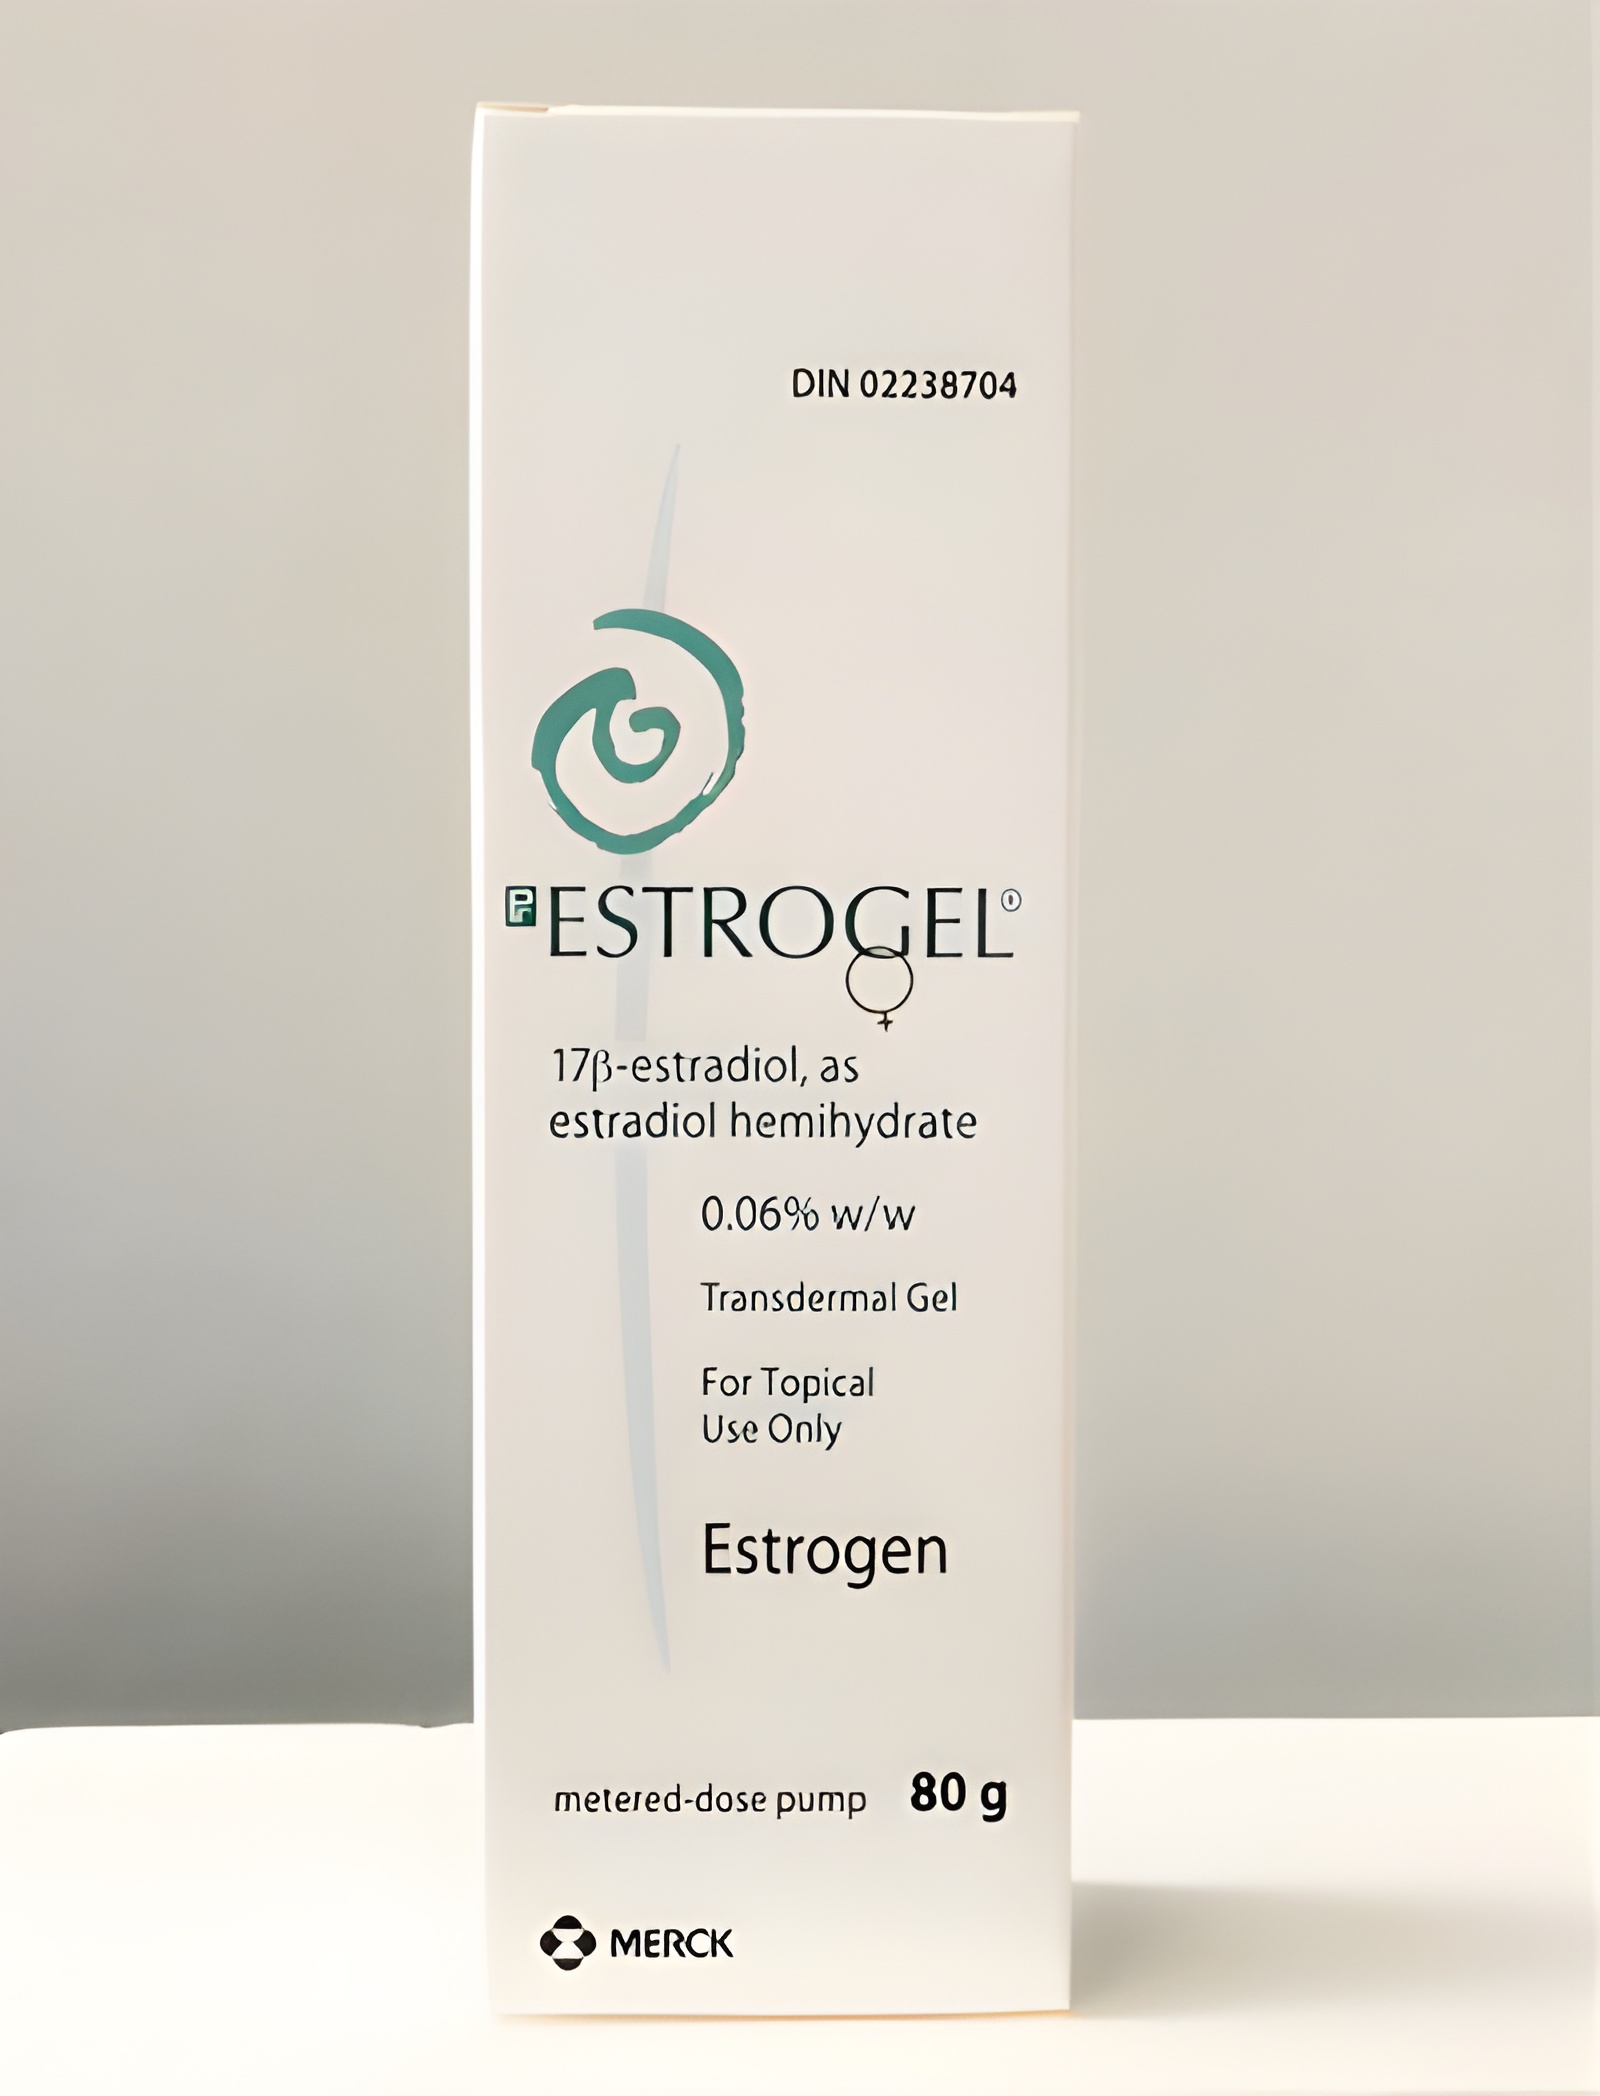 DIN 02238704
Pr ESTROGEL®
17β-estradiol, as
estradiol hemihydrate
0.06% w/w
Transdermal Gel
For Topical
Use Only
Estrogen
metered-dose pump 80 g
MERCK